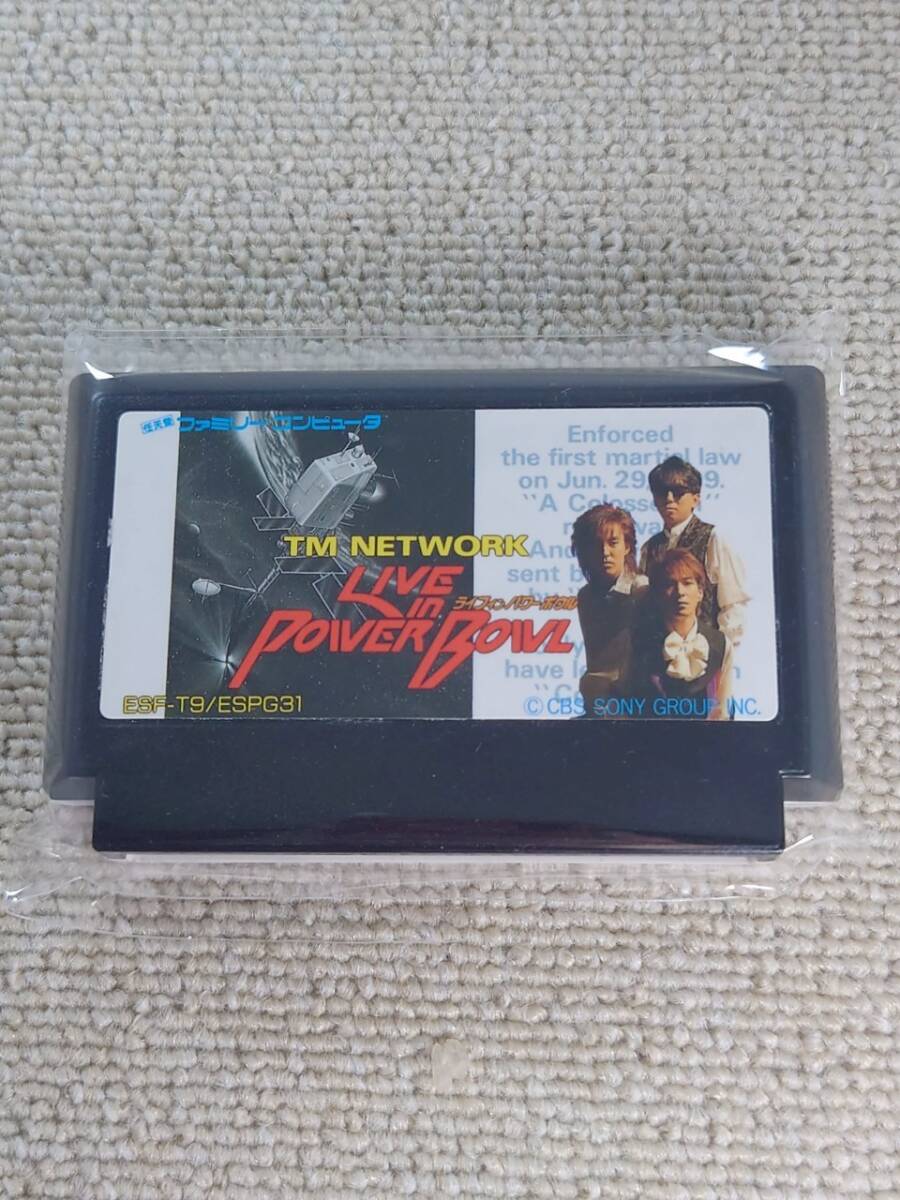 任天堂 ファミリーコンピュータ
TM NETWORK
LIVE
in
ライブ イン パワーボウル
POWER BOWL
Enforced
the first martial law
on Jun. 29,
"A
And
sent
have
ESF-T9/ESPG31
© CBS SONY GROUP INC.